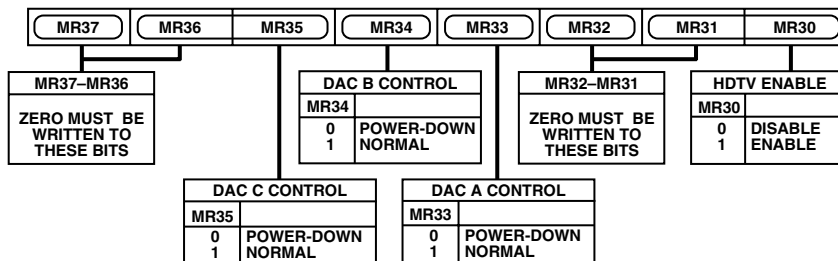 MR37 MR36 MR35 MR34 MR33 MR32 MR31 MR30
MR37–MR36
ZERO MUST BE
WRITTEN TO
THESE BITS
DAC B CONTROL
MR34
0 POWER-DOWN
1 NORMAL
MR32–MR31
ZERO MUST BE
WRITTEN TO
THESE BITS
HDTV ENABLE
MR30
0 DISABLE
1 ENABLE
DAC C CONTROL
MR35
0 POWER-DOWN
1 NORMAL
DAC A CONTROL
MR33
0 POWER-DOWN
1 NORMAL